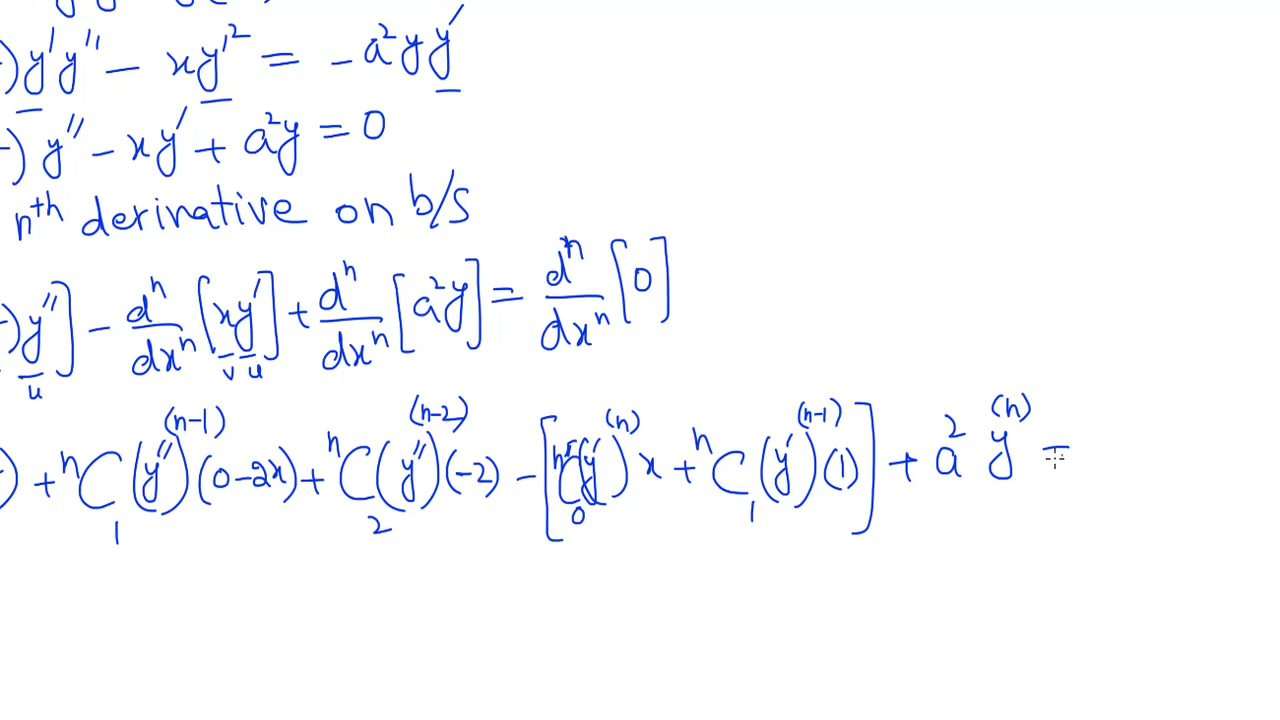 )y'y'' - xy'² = -a²yy'
)y'' - xy' + a²y = 0
nᵗʰ derivative on b/s
)y''] - dⁿ/dxⁿ [xy'] + dⁿ/dxⁿ [a²y] = dⁿ/dxⁿ [0]
u v u
) + ⁿC₁(y'')⁽ⁿ⁻¹⁾(0-2x) + ⁿC₂(y'')⁽ⁿ⁻²⁾(-2) - [ⁿC₀(y')⁽ⁿ⁾x + ⁿC₁(y')⁽ⁿ⁻¹⁾(1)] + a²y⁽ⁿ⁾ =